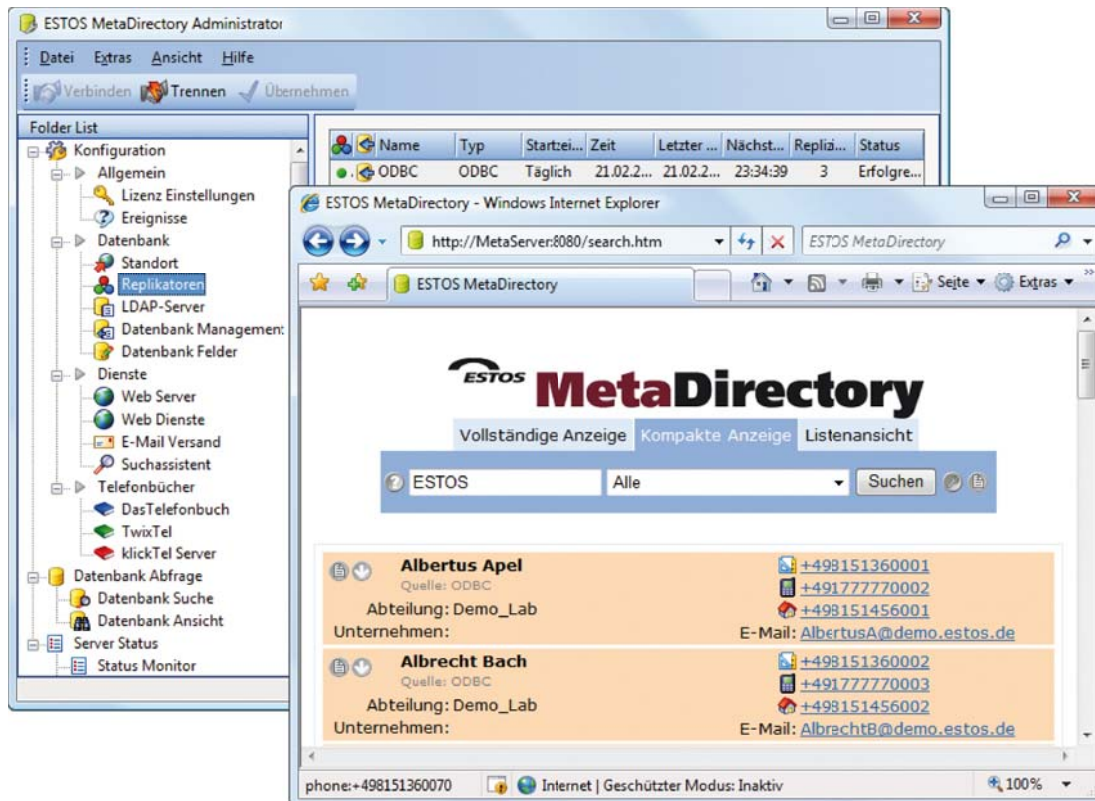 ESTOS MetaDirectory Administrator
Datei Extras Ansicht Hilfe
Verbinden Trennen Übernehmen
Folder List
Konfiguration
Allgemein
Lizenz Einstellungen
Ereignisse
Datenbank
Standort
Replikatoren
LDAP-Server
Datenbank Management
Datenbank Felder
Dienste
Web Server
Web Dienste
E-Mail Versand
Suchassistent
Telefonbücher
DasTelefonbuch
TwixTel
klickTel Server
Datenbank Abfrage
Datenbank Suche
Datenbank Ansicht
Server Status
Status Monitor
Name Typ Startzei... Zeit Letzter ... Nächst... Replizi... Status
ODBC ODBC Täglich 21.02.2... 21.02.2... 23:34:39 3 Erfolgre...
ESTOS MetaDirectory - Windows Internet Explorer
http://MetaServer:8080/search.htm ESTOS MetaDirectory
ESTOS MetaDirectory Seite Extras
ESTOS MetaDirectory
Vollständige Anzeige Kompakte Anzeige Listenansicht
ESTOS Alle Suchen
Albertus Apel +498151360001
Quelle: ODBC +491777770002
Abteilung: Demo_Lab +498151456001
Unternehmen: E-Mail: AlbertusA@demo.estos.de
Albrecht Bach +498151360002
Quelle: ODBC +491777770003
Abteilung: Demo_Lab +498151456002
Unternehmen: E-Mail: AlbrechtB@demo.estos.de
phone:+498151360070 Internet | Geschützter Modus: Inaktiv 100%